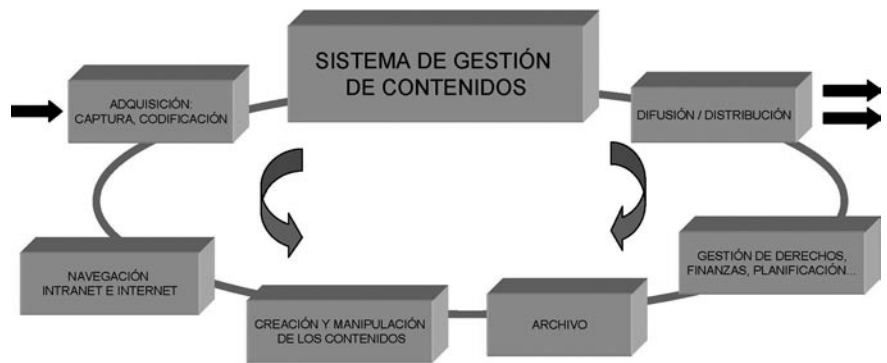 SISTEMA DE GESTIÓN
DE CONTENIDOS
ADQUISICIÓN:
CAPTURA, CODIFICACIÓN
DIFUSIÓN / DISTRIBUCIÓN
NAVEGACIÓN
INTRANET E INTERNET
GESTIÓN DE DERECHOS,
FINANZAS, PLANIFICACIÓN...
CREACIÓN Y MANIPULACIÓN
DE LOS CONTENIDOS
ARCHIVO